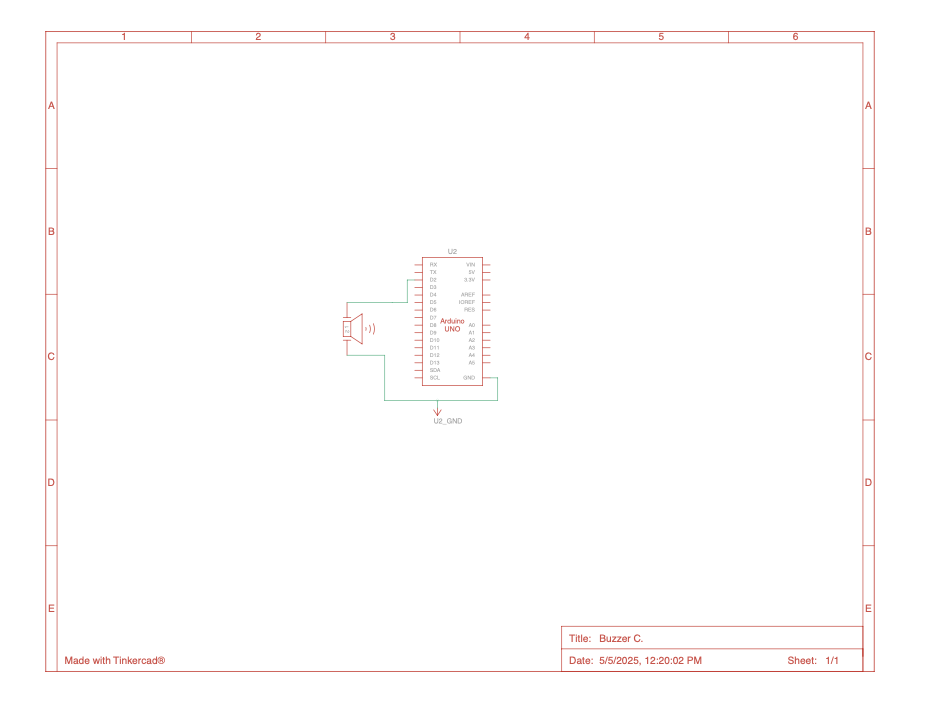 1 2 3 4 5 6
A A
B B
U2
RX VIN
TX 5V
D2 3.3V
D3
D4 AREF
D5 IOREF
D6 RES
D7
Arduino
UNO
D8 A0
D9 A1
D10 A2
D11 A3
D12 A4
D13 A5
SDA
SCL GND
C C
U2_GND
D D
E E
Title: Buzzer C.
Made with Tinkercad®
Date: 5/5/2025, 12:20:02 PM Sheet: 1/1